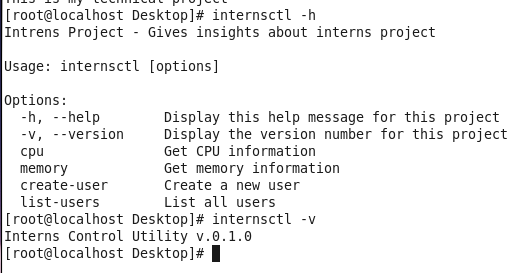 This is my technical project
[root@localhost Desktop]# internsctl -h
Intrens Project - Gives insights about interns project
Usage: internsctl [options]
Options:
-h, --help Display this help message for this project
-v, --version Display the version number for this project
cpu Get CPU information
memory Get memory information
create-user Create a new user
list-users List all users
[root@localhost Desktop]# internsctl -v
Interns Control Utility v.0.1.0
[root@localhost Desktop]#